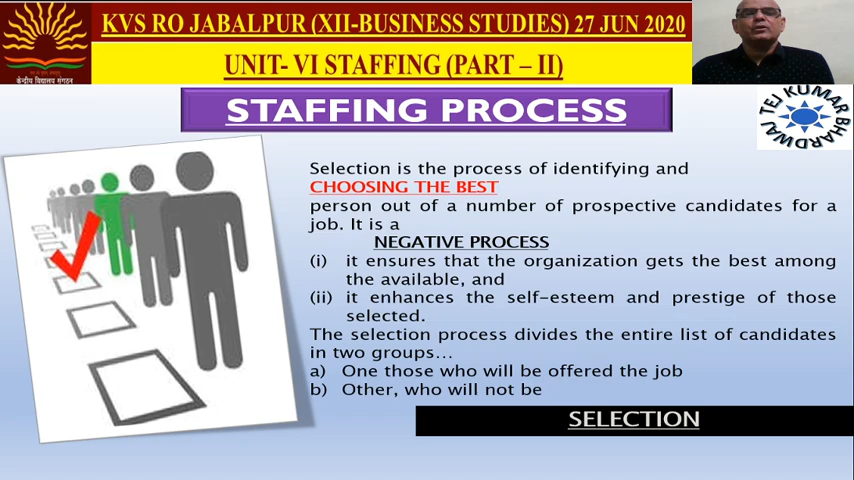 KVS RO JABALPUR (XII-BUSINESS STUDIES) 27 JUN 2020
UNIT- VI STAFFING (PART – II)
केन्द्रीय विद्यालय संगठन
STAFFING PROCESS
TEJ KUMAR BHARDWAJ
Selection is the process of identifying and
CHOOSING THE BEST
person out of a number of prospective candidates for a
job. It is a
NEGATIVE PROCESS
(i) it ensures that the organization gets the best among
the available, and
(ii) it enhances the self-esteem and prestige of those
selected.
The selection process divides the entire list of candidates
in two groups…
a) One those who will be offered the job
b) Other, who will not be
SELECTION